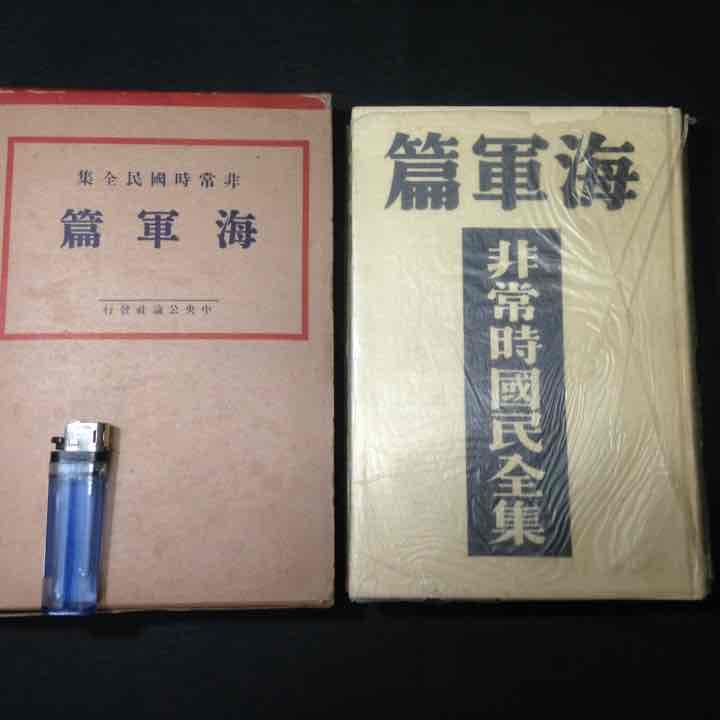 非常時國民全集
海軍篇
中央公論社發行
海軍篇
非常時國民全集